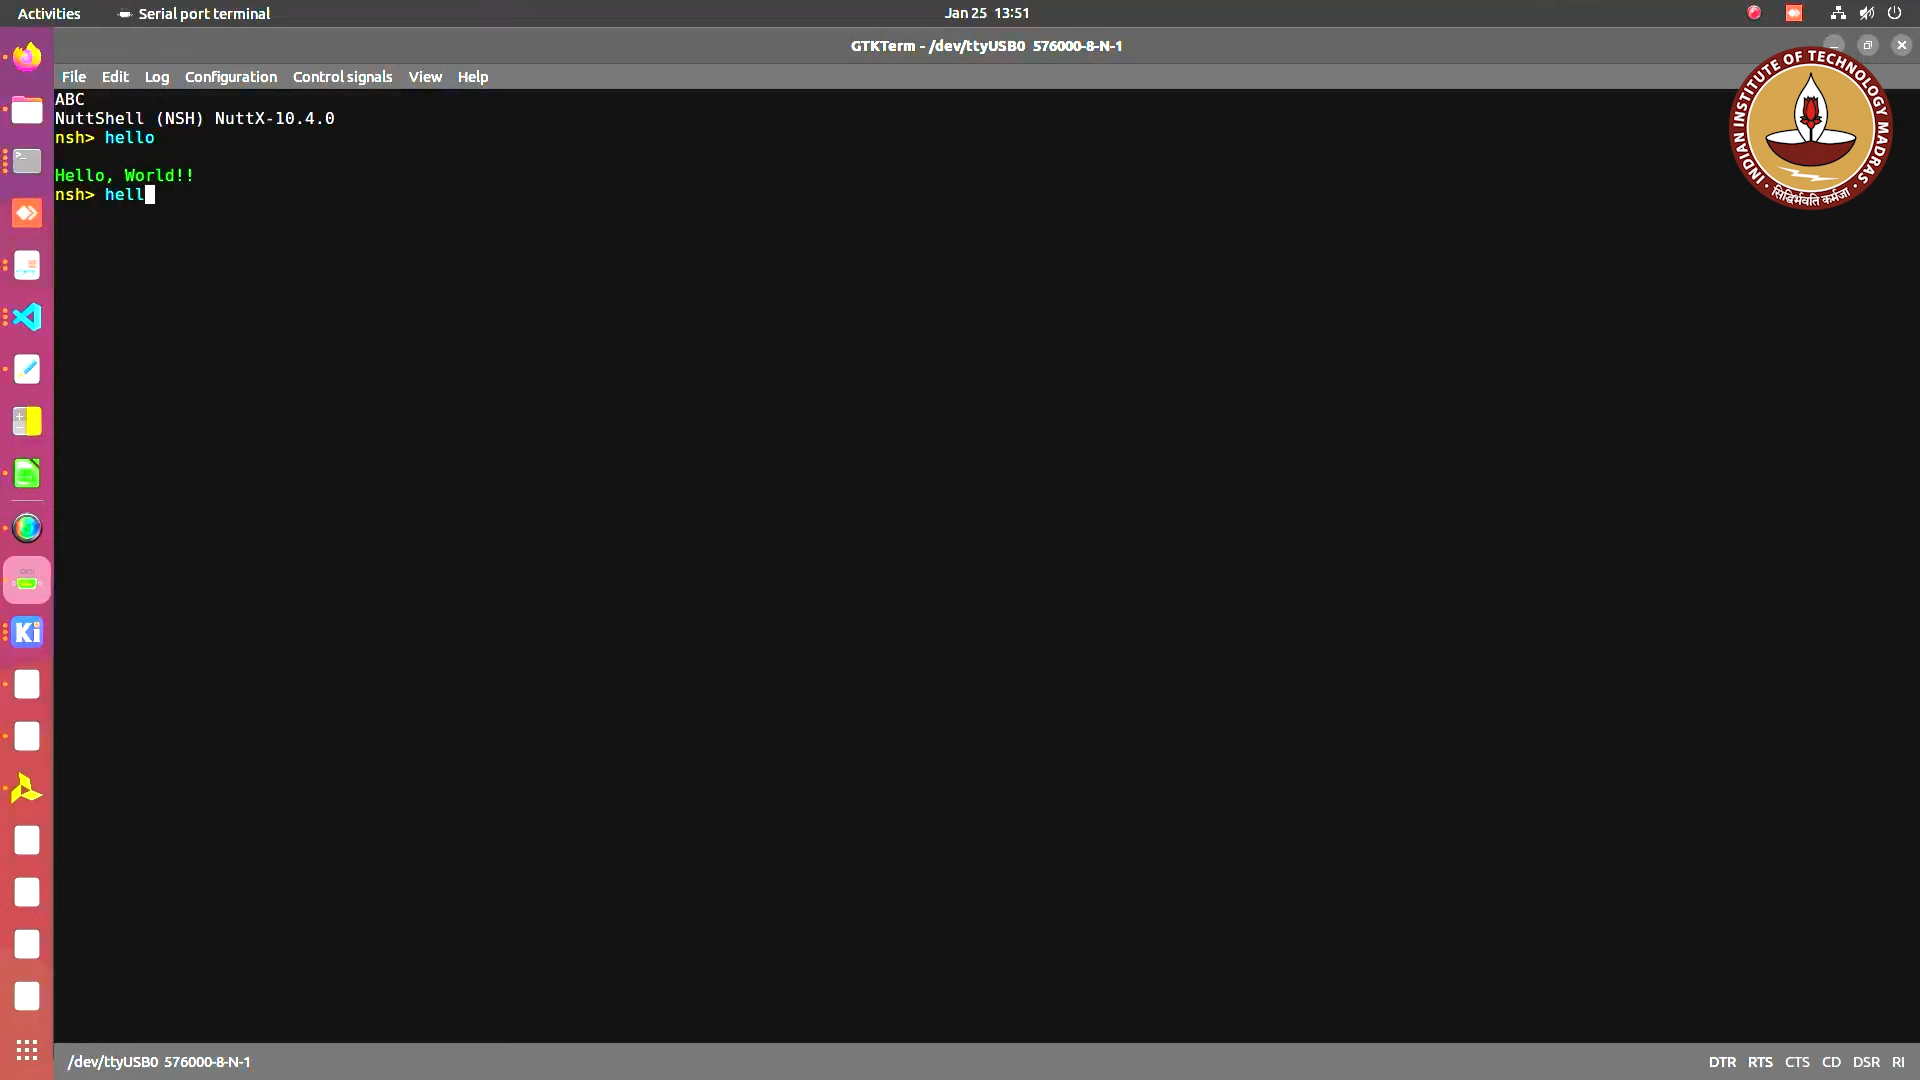 Activities Serial port terminal Jan 25 13:51
GTKTerm - /dev/ttyUSB0 576000-8-N-1
File Edit Log Configuration Control signals View Help
ABC
NuttShell (NSH) NuttX-10.4.0
nsh> hello
Hello, World!!
nsh> hell
INDIAN INSTITUTE OF TECHNOLOGY MADRAS
सिद्धिर्भवति कर्मजा
Ki
/dev/ttyUSB0 576000-8-N-1 DTR RTS CTS CD DSR RI